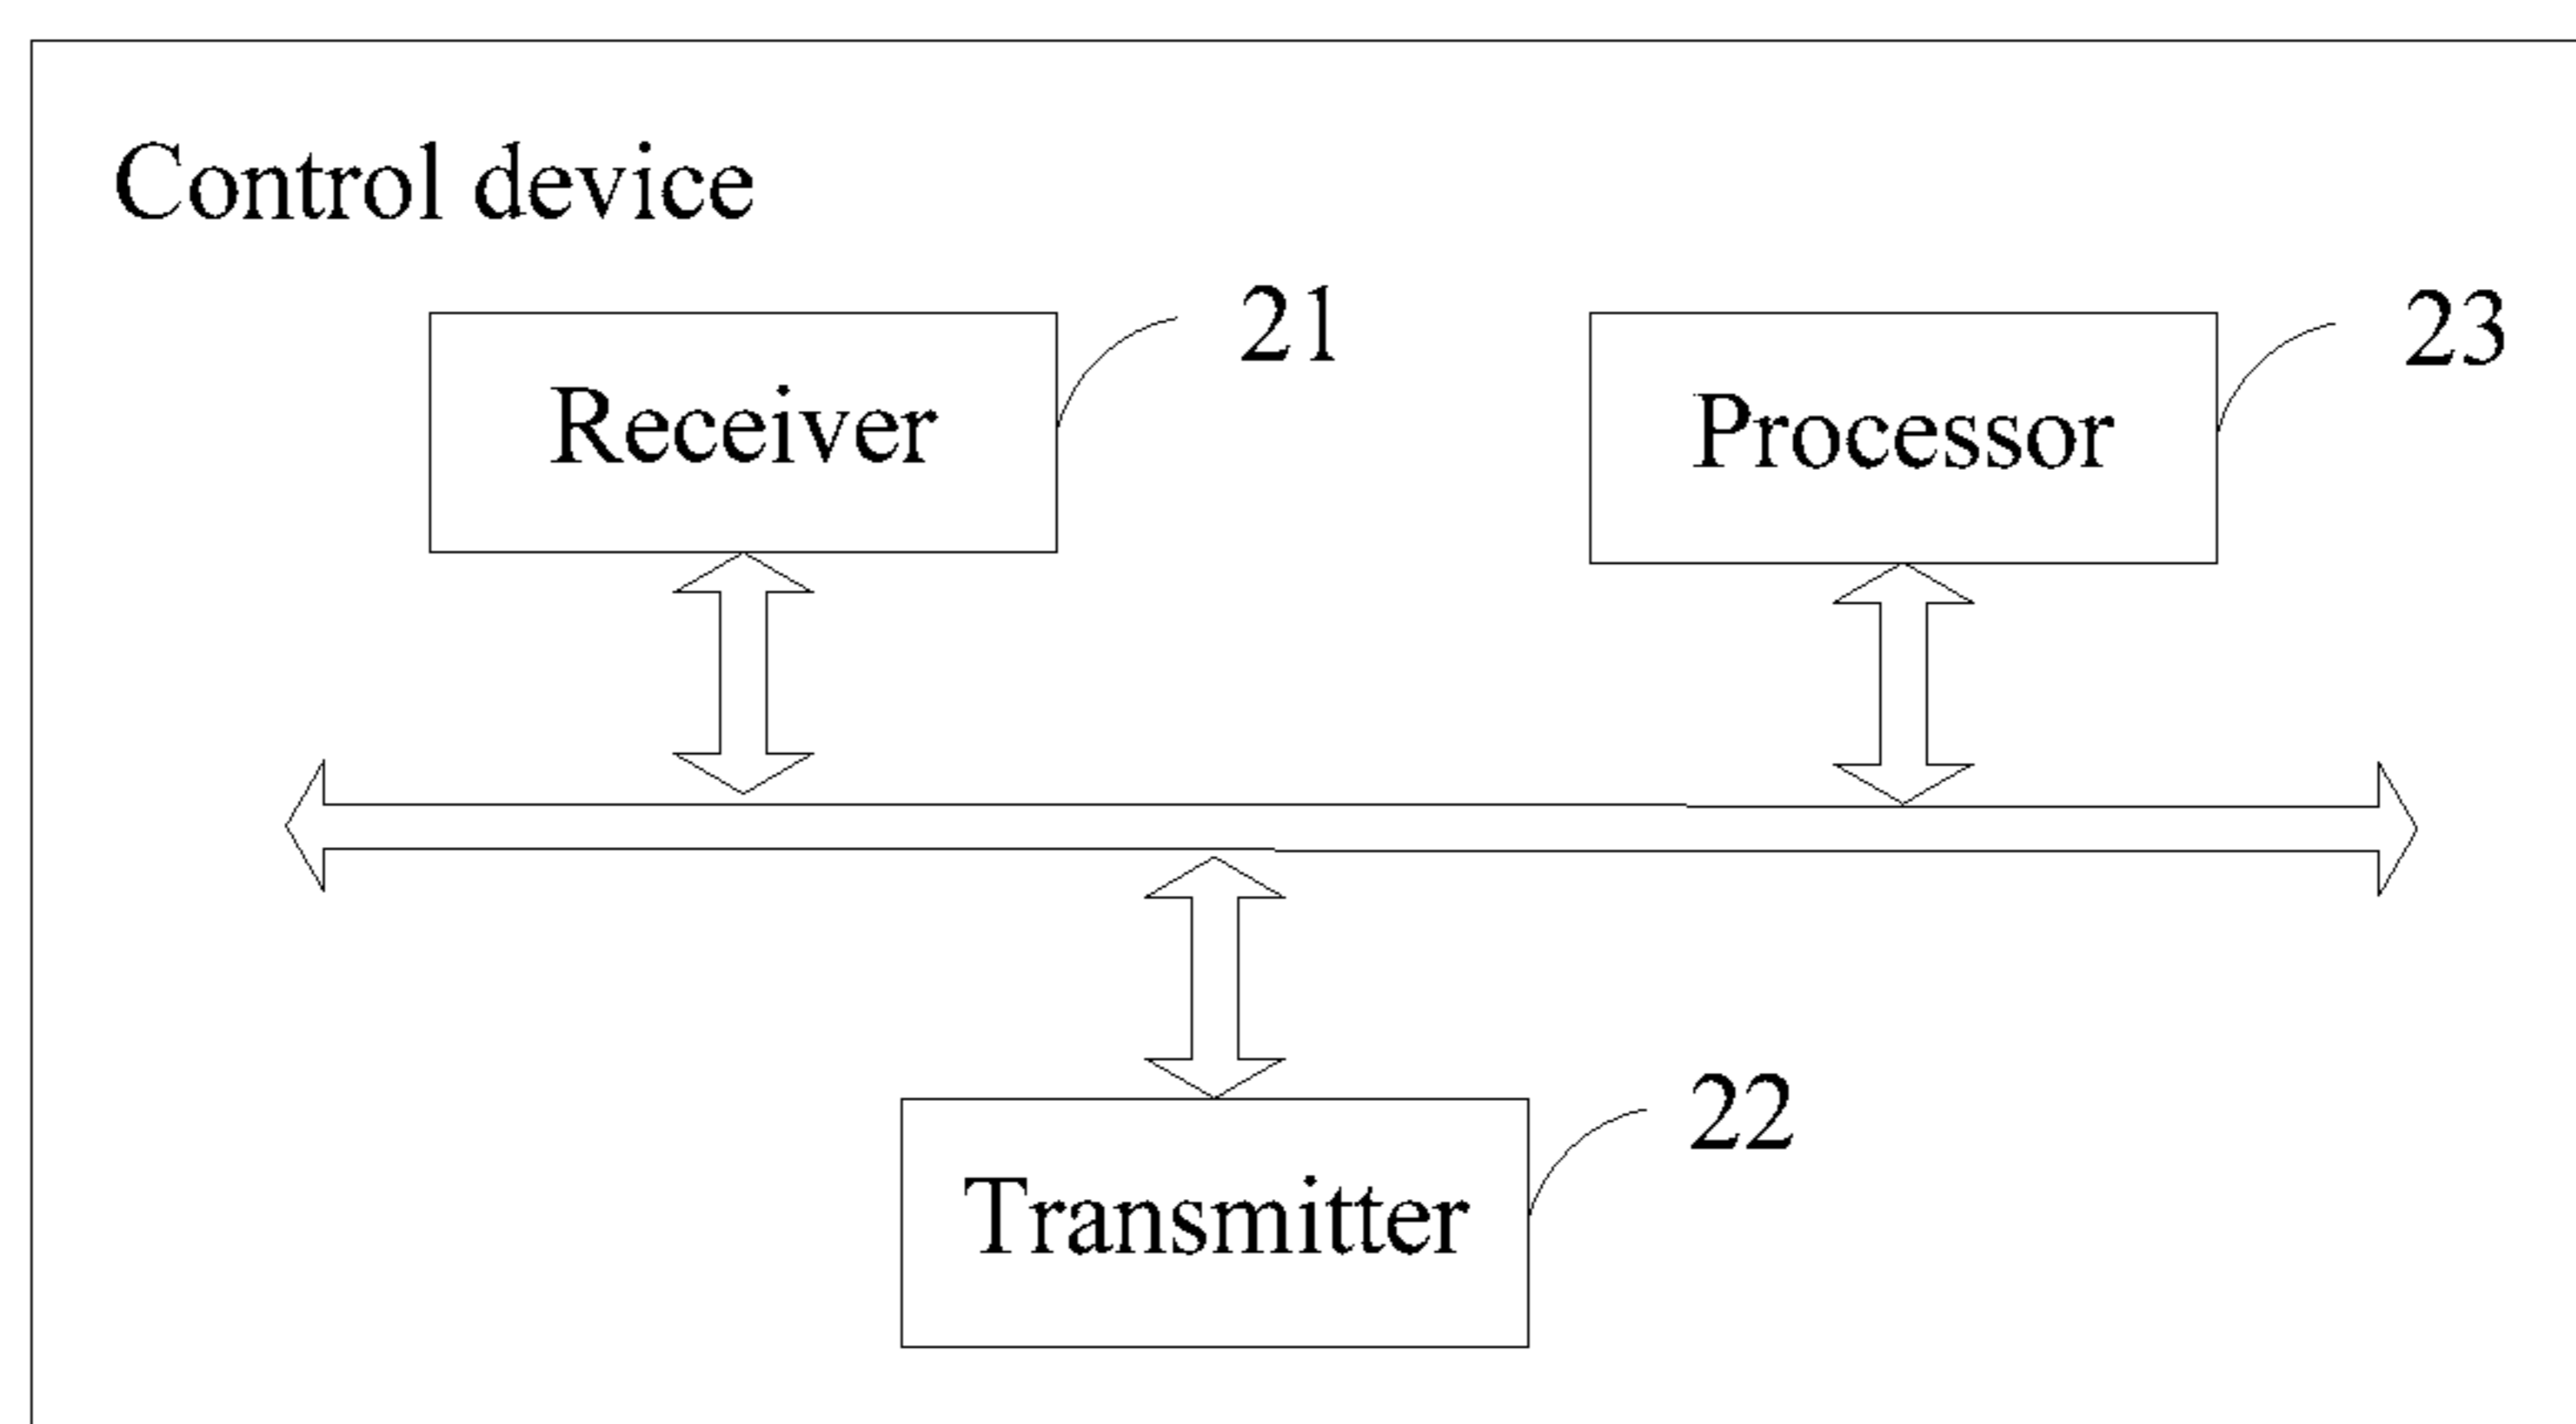 Control device
21
Receiver
23
Processor
22
Transmitter